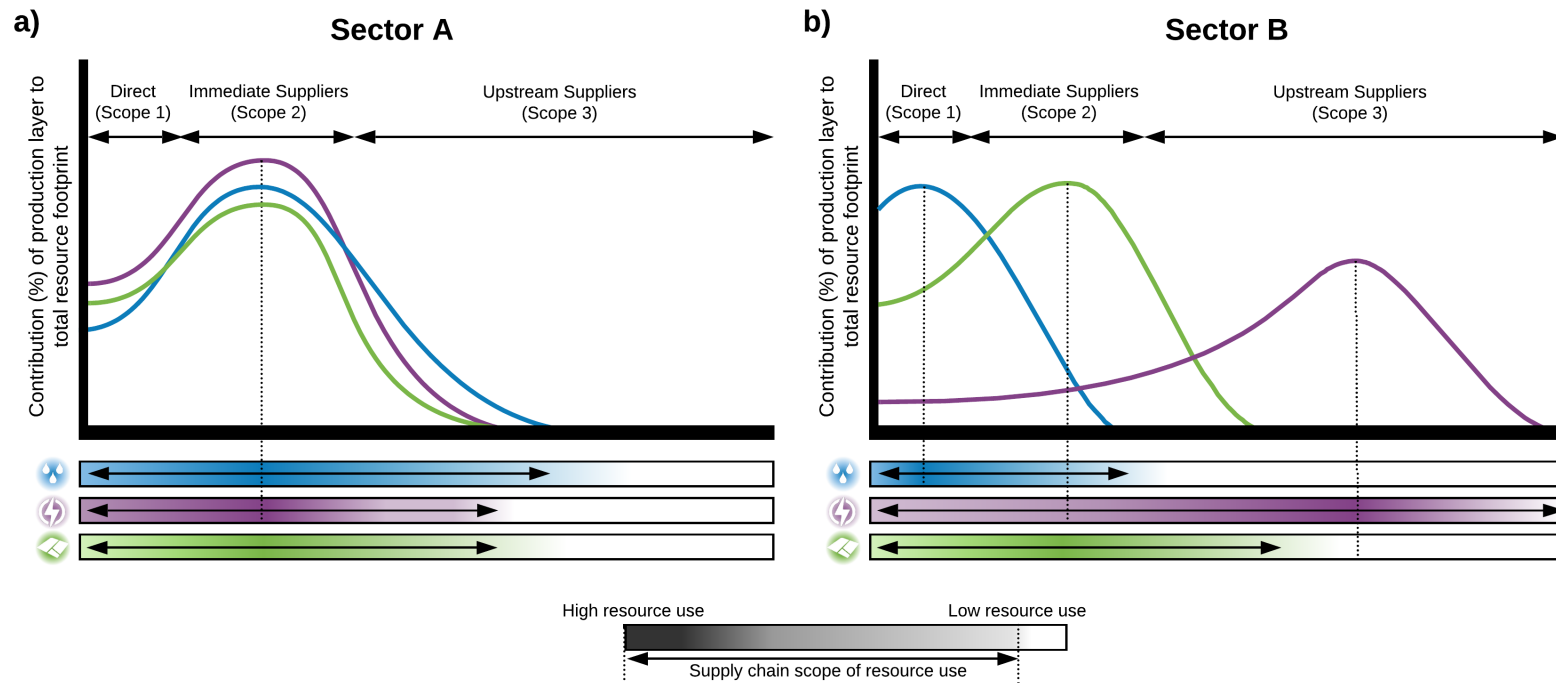 a)
Sector A
Contribution (%) of production layer to
total resource footprint
Direct
(Scope 1)
Immediate Suppliers
(Scope 2)
Upstream Suppliers
(Scope 3)
b)
Sector B
Contribution (%) of production layer to
total resource footprint
Direct
(Scope 1)
Immediate Suppliers
(Scope 2)
Upstream Suppliers
(Scope 3)
High resource use
Low resource use
Supply chain scope of resource use